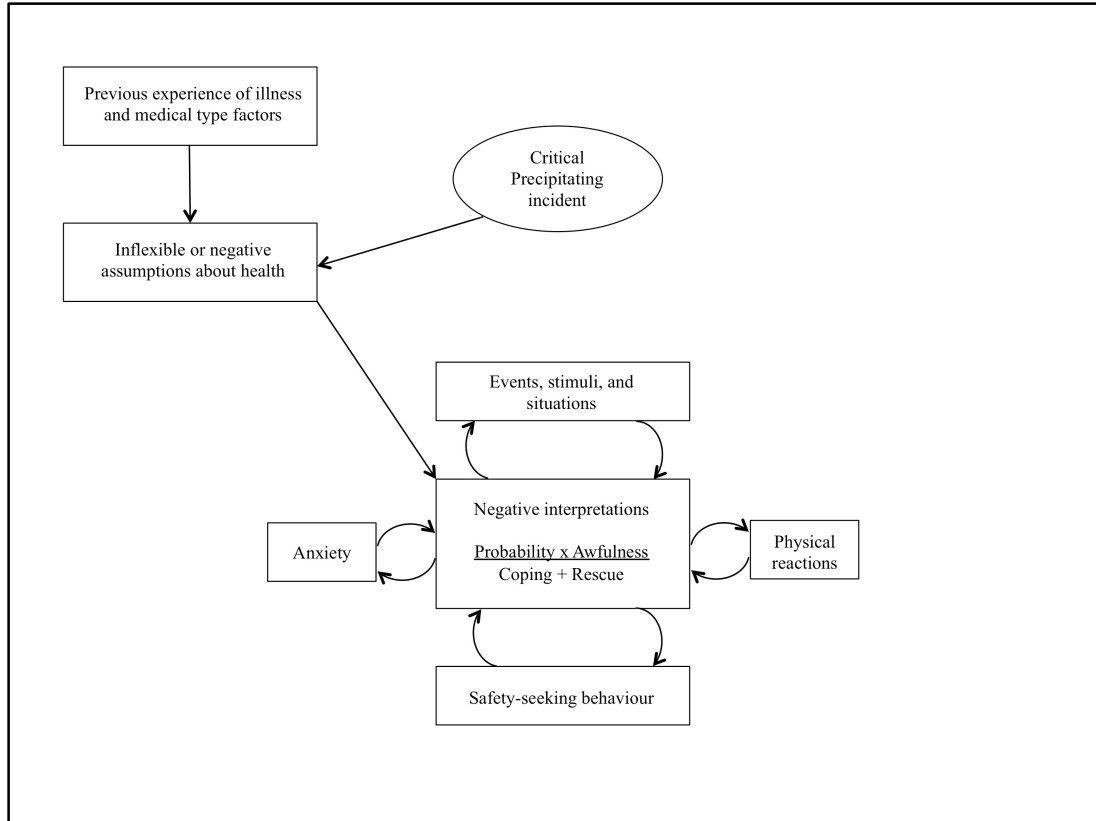 Previous experience of illness
and medical type factors
Critical
Precipitating
incident
Inflexible or negative
assumptions about health
Events, stimuli, and
situations
Negative interpretations
Probability x Awfulness
Coping + Rescue
Anxiety
Physical
reactions
Safety-seeking behaviour